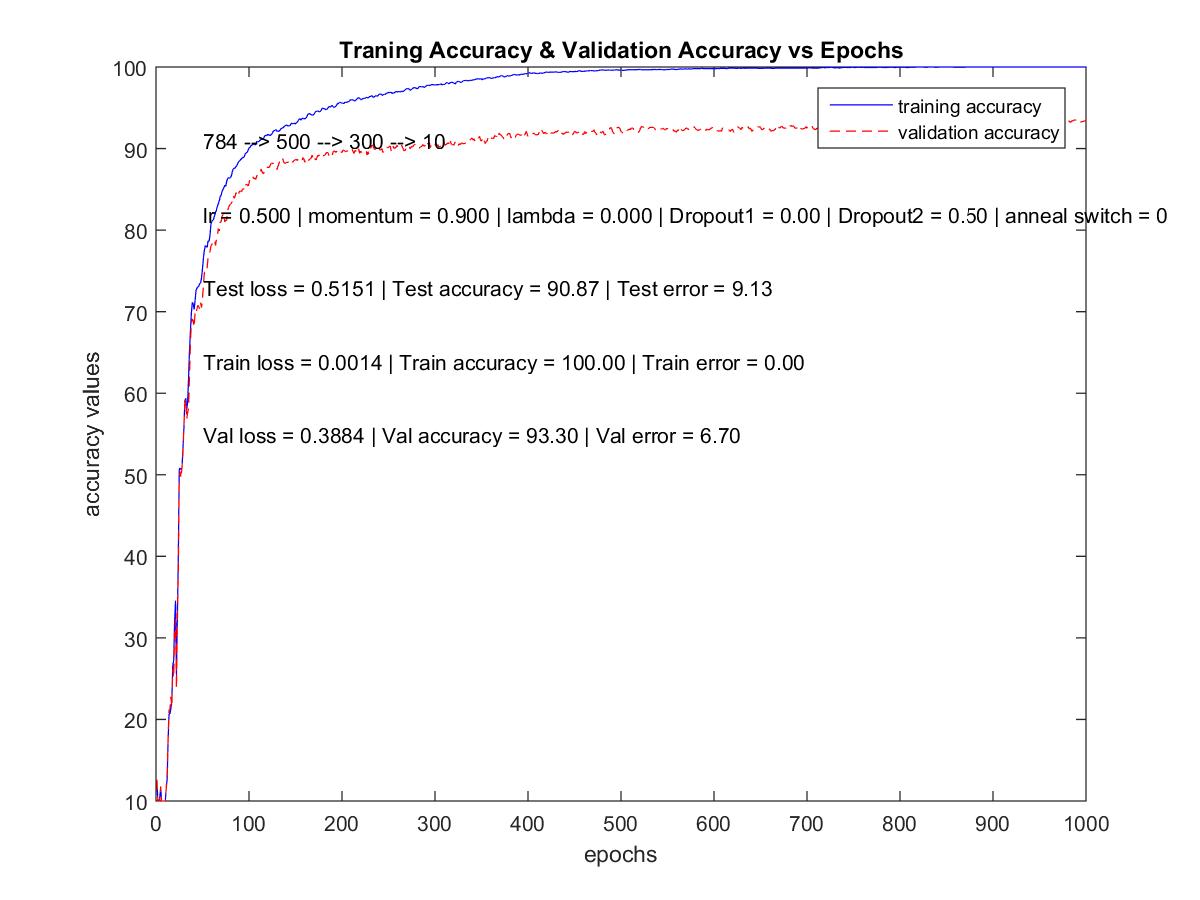 Traning Accuracy & Validation Accuracy vs Epochs
100
training accuracy
validation accuracy
784 --> 500 --> 300 --> 10
90
lr = 0.500 | momentum = 0.900 | lambda = 0.000 | Dropout1 = 0.00 | Dropout2 = 0.50 | anneal switch = 0
80
Test loss = 0.5151 | Test accuracy = 90.87 | Test error = 9.13
70
Train loss = 0.0014 | Train accuracy = 100.00 | Train error = 0.00
60
Val loss = 0.3884 | Val accuracy = 93.30 | Val error = 6.70
50
40
30
20
10
accuracy values
0 100 200 300 400 500 600 700 800 900 1000
epochs